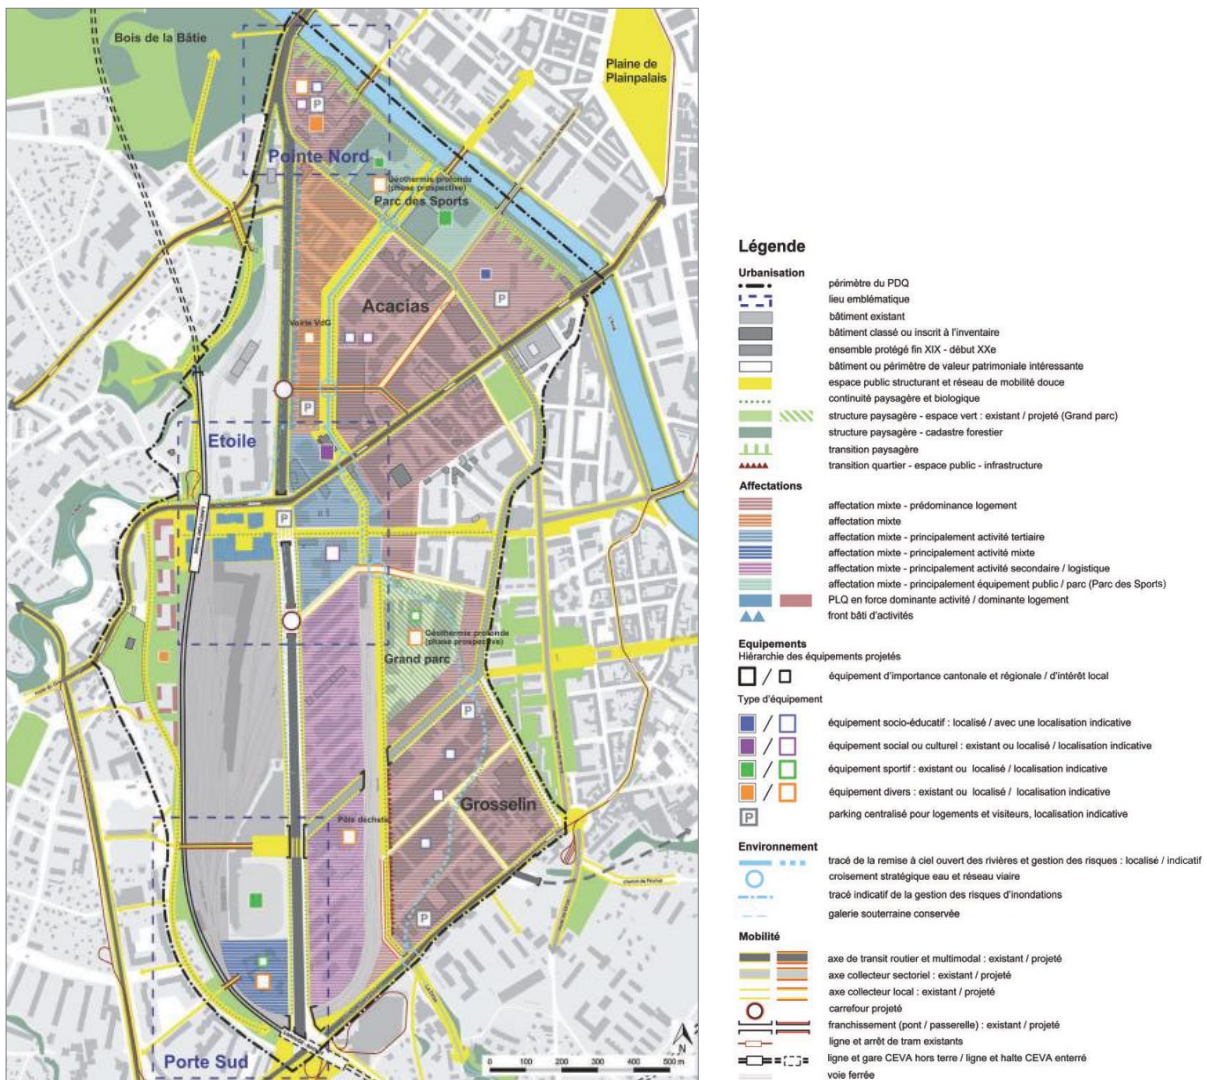 Bois de la Bâtie
Plaine de
Plainpalais
Pointe Nord
Géothermie profonde
(phase prospective)
Parc des Sports
Acacias
Voirie VdG
Etoile
Géothermie profonde
(phase prospective)
Grand parc
Grosselin
Pôle déchets
Porte Sud
N
0 100 200 300 400 500 m
P
P
P
P
P
P
P
Légende
Urbanisation
périmètre du PDQ
lieu emblématique
bâtiment existant
bâtiment classé ou inscrit à l'inventaire
ensemble protégé fin XIX - début XXe
bâtiment ou périmètre de valeur patrimoniale intéressante
espace public structurant et réseau de mobilité douce
continuité paysagère et biologique
structure paysagère - espace vert : existant / projeté (Grand parc)
structure paysagère - cadastre forestier
transition paysagère
transition quartier - espace public - infrastructure
Affectations
affectation mixte - prédominance logement
affectation mixte
affectation mixte - principalement activité tertiaire
affectation mixte - principalement activité mixte
affectation mixte - principalement activité secondaire / logistique
affectation mixte - principalement équipement public / parc (Parc des Sports)
PLQ en force dominante activité / dominante logement
front bâti d'activités
Equipements
Hiérarchie des équipements projetés
/ équipement d'importance cantonale et régionale / d'intérêt local
Type d'équipement
/ équipement socio-éducatif : localisé / avec une localisation indicative
/ équipement social ou culturel : existant ou localisé / localisation indicative
/ équipement sportif : existant ou localisé / localisation indicative
/ équipement divers : existant ou localisé / localisation indicative
P parking centralisé pour logements et visiteurs, localisation indicative
Environnement
tracé de la remise à ciel ouvert des rivières et gestion des risques : localisé / indicatif
croisement stratégique eau et réseau viaire
tracé indicatif de la gestion des risques d'inondations
galerie souterraine conservée
Mobilité
axe de transit routier et multimodal : existant / projeté
axe collecteur sectoriel : existant / projeté
axe collecteur local : existant / projeté
carrefour projeté
franchissement (pont / passerelle) : existant / projeté
ligne et arrêt de tram existants
ligne et gare CEVA hors terre / ligne et halte CEVA enterré
voie ferrée